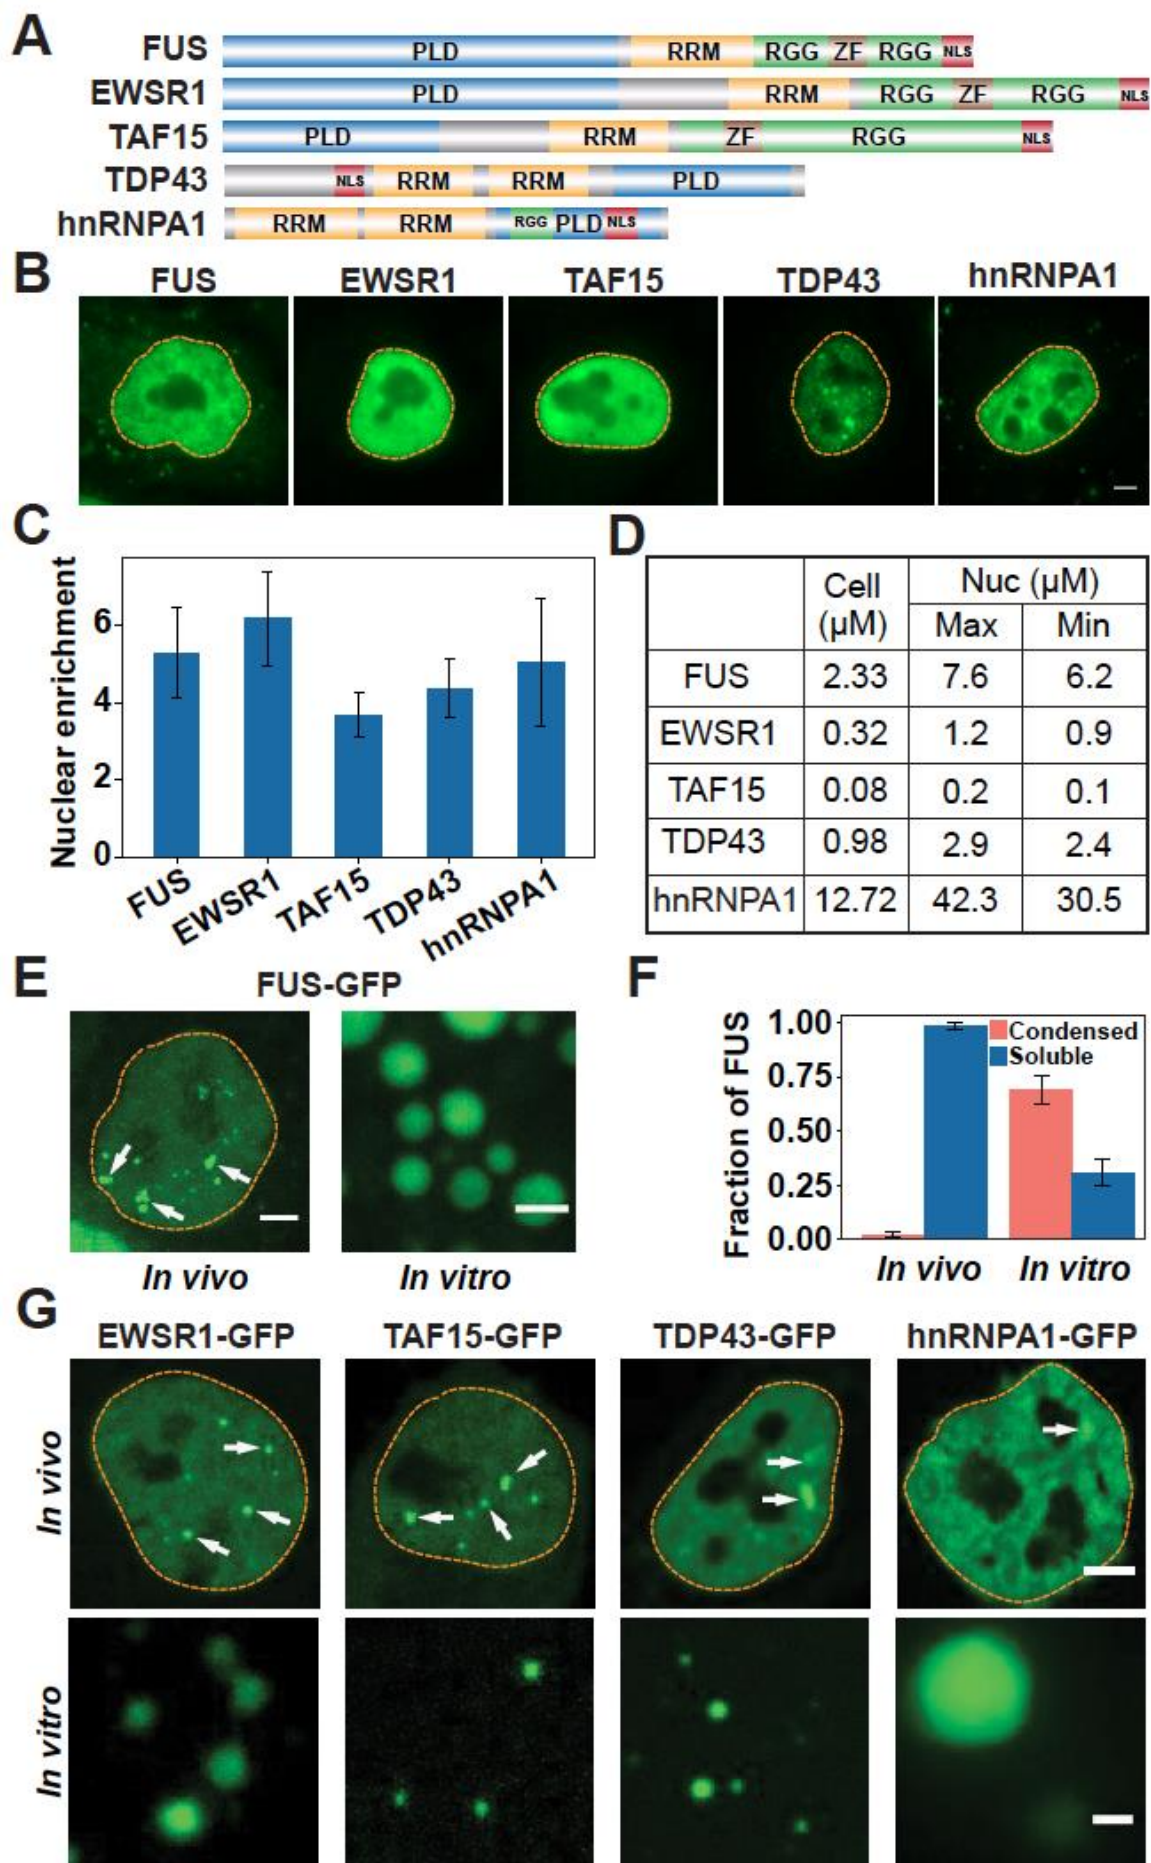 A
FUS PLD RRM RGG ZF RGG NLS
EWSR1 PLD RRM RGG ZF RGG NLS
TAF15 PLD RRM ZF RGG NLS
TDP43 NLS RRM RRM PLD
hnRNPA1 RRM RRM RGG PLD NLS
B
FUS EWSR1 TAF15 TDP43 hnRNPA1
C
Nuclear enrichment
6
4
2
0
FUS EWSR1 TAF15 TDP43 hnRNPA1
D
Cell (µM) Nuc (µM)
Max Min
FUS 2.33 7.6 6.2
EWSR1 0.32 1.2 0.9
TAF15 0.08 0.2 0.1
TDP43 0.98 2.9 2.4
hnRNPA1 12.72 42.3 30.5
E
FUS-GFP
In vivo In vitro
F
Fraction of FUS
1.00
0.75
0.50
0.25
0.00
Condensed
Soluble
In vivo In vitro
G
EWSR1-GFP TAF15-GFP TDP43-GFP hnRNPA1-GFP
In vivo
In vitro